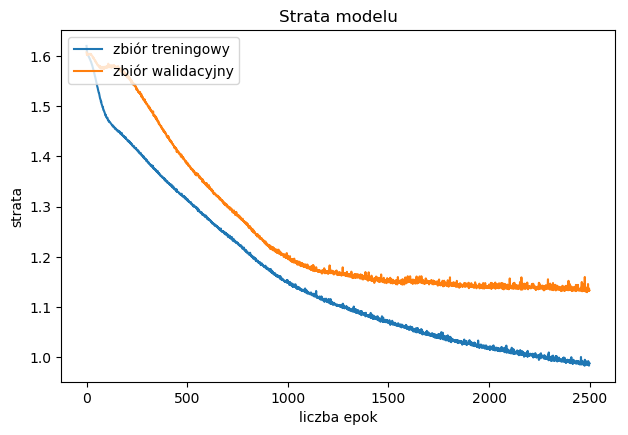 Strata modelu
zbiór treningowy
zbiór walidacyjny
strata
1.6
1.5
1.4
1.3
1.2
1.1
1.0
0
500
1000
1500
2000
2500
liczba epok